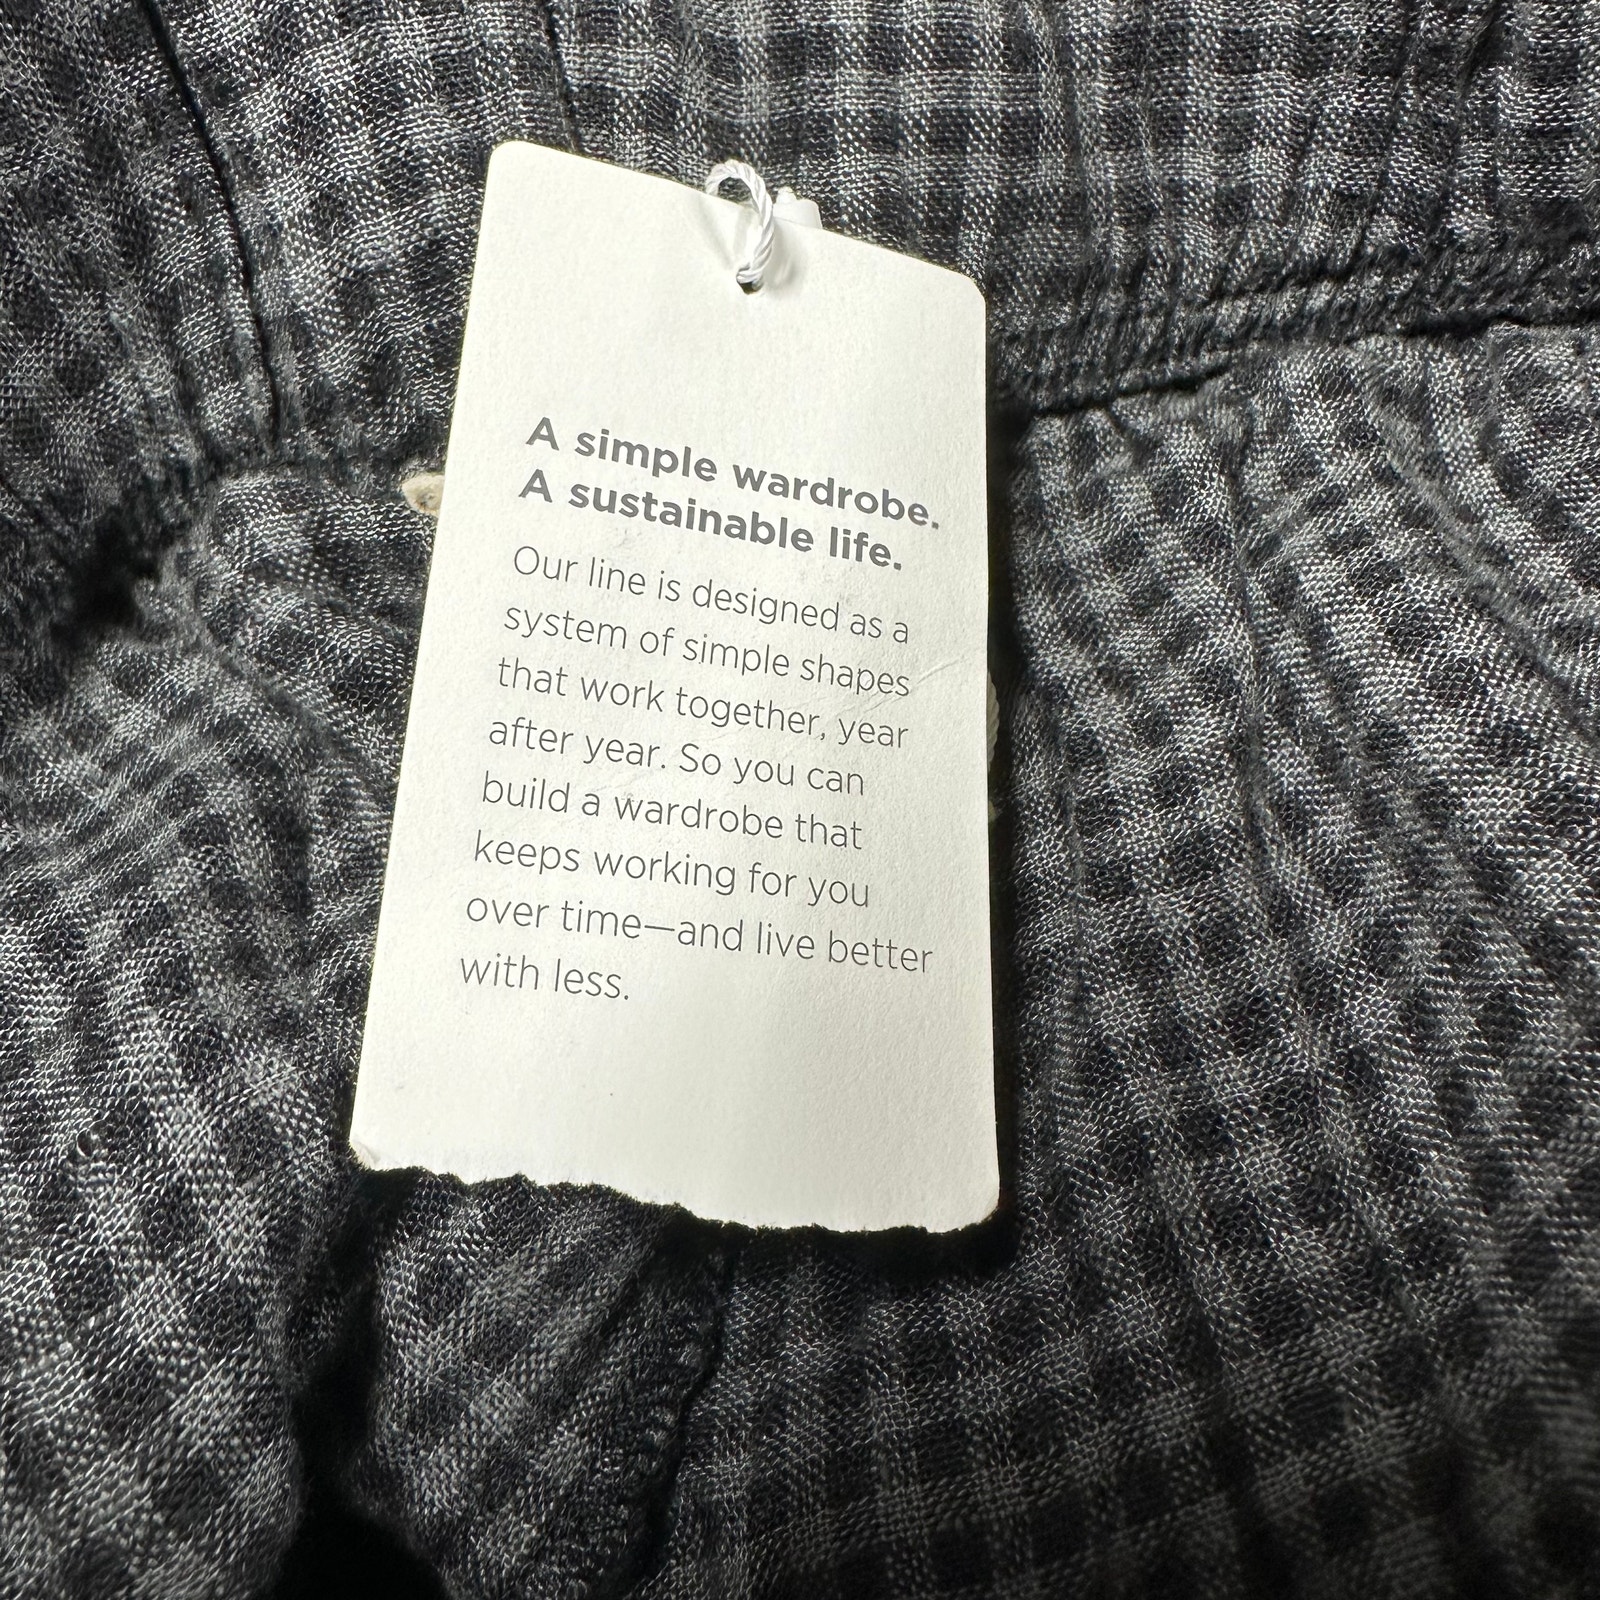 A simple wardrobe.
A sustainable life.
Our line is designed as a
system of simple shapes
that work together, year
after year. So you can
build a wardrobe that
keeps working for you
over time—and live better
with less.